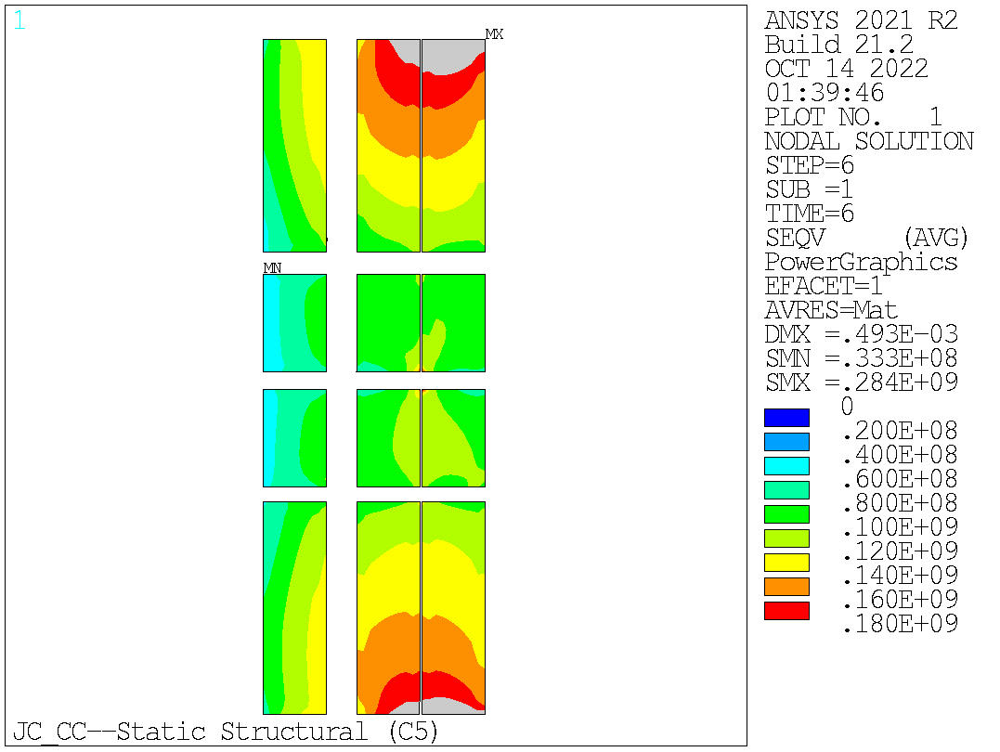 1
MX
MN
ANSYS 2021 R2
Build 21.2
OCT 14 2022
01:39:46
PLOT NO.   1
NODAL SOLUTION
STEP=6
SUB =1
TIME=6
SEQV     (AVG)
PowerGraphics
EFACET=1
AVRES=Mat
DMX =.493E-03
SMN =.333E+08
SMX =.284E+09
0
.200E+08
.400E+08
.600E+08
.800E+08
.100E+09
.120E+09
.140E+09
.160E+09
.180E+09
JC_CC--Static Structural (C5)